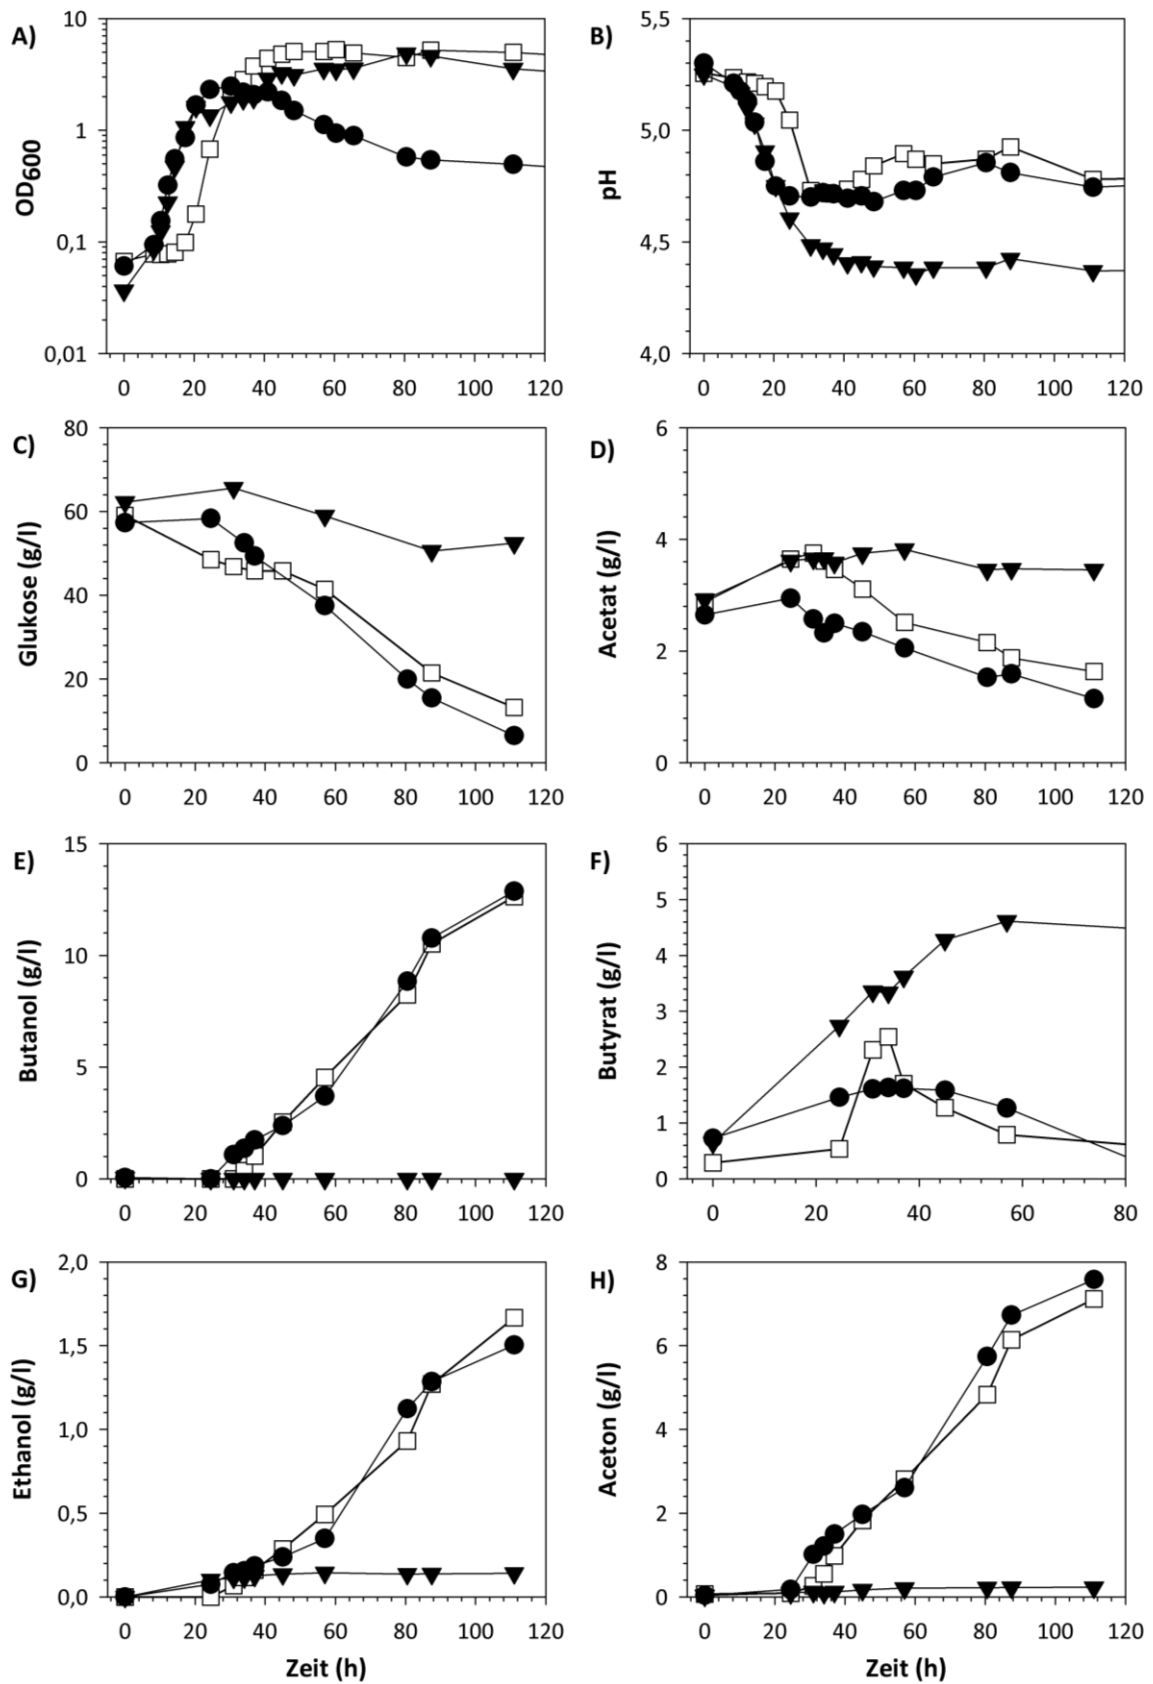 A)
OD600
10
1
0,1
0,01
0 20 40 60 80 100 120
B)
pH
5,5
5,0
4,5
4,0
0 20 40 60 80 100 120
C)
Glukose (g/l)
80
60
40
20
0
0 20 40 60 80 100 120
D)
Acetat (g/l)
6
4
2
0
0 20 40 60 80 100 120
E)
Butanol (g/l)
15
10
5
0
0 20 40 60 80 100 120
F)
Butyrat (g/l)
6
5
4
3
2
1
0
0 20 40 60 80
G)
Ethanol (g/l)
2,0
1,5
1,0
0,5
0,0
0 20 40 60 80 100 120
Zeit (h)
H)
Aceton (g/l)
8
6
4
2
0
0 20 40 60 80 100 120
Zeit (h)